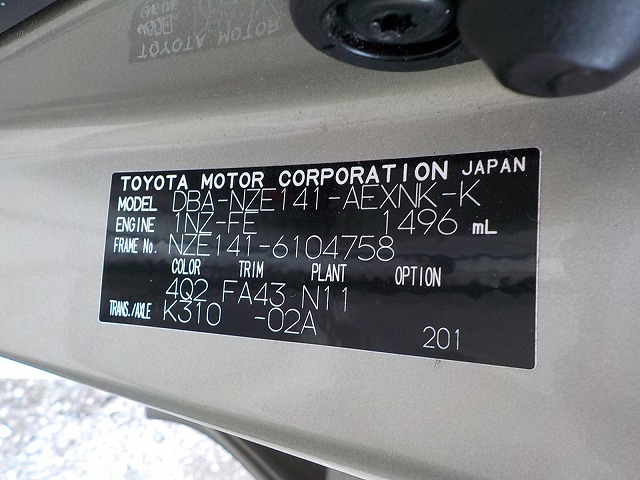 TOYOTA MOTOR CORPORATION JAPAN
MODEL DBA-NZE141-AEXNK-K
ENGINE 1NZ-FE 1496 mL
FRAME No. NZE141-6104758
COLOR TRIM PLANT OPTION
4Q2 FA43 N11
TRANS./AXLE K310 -02A
201